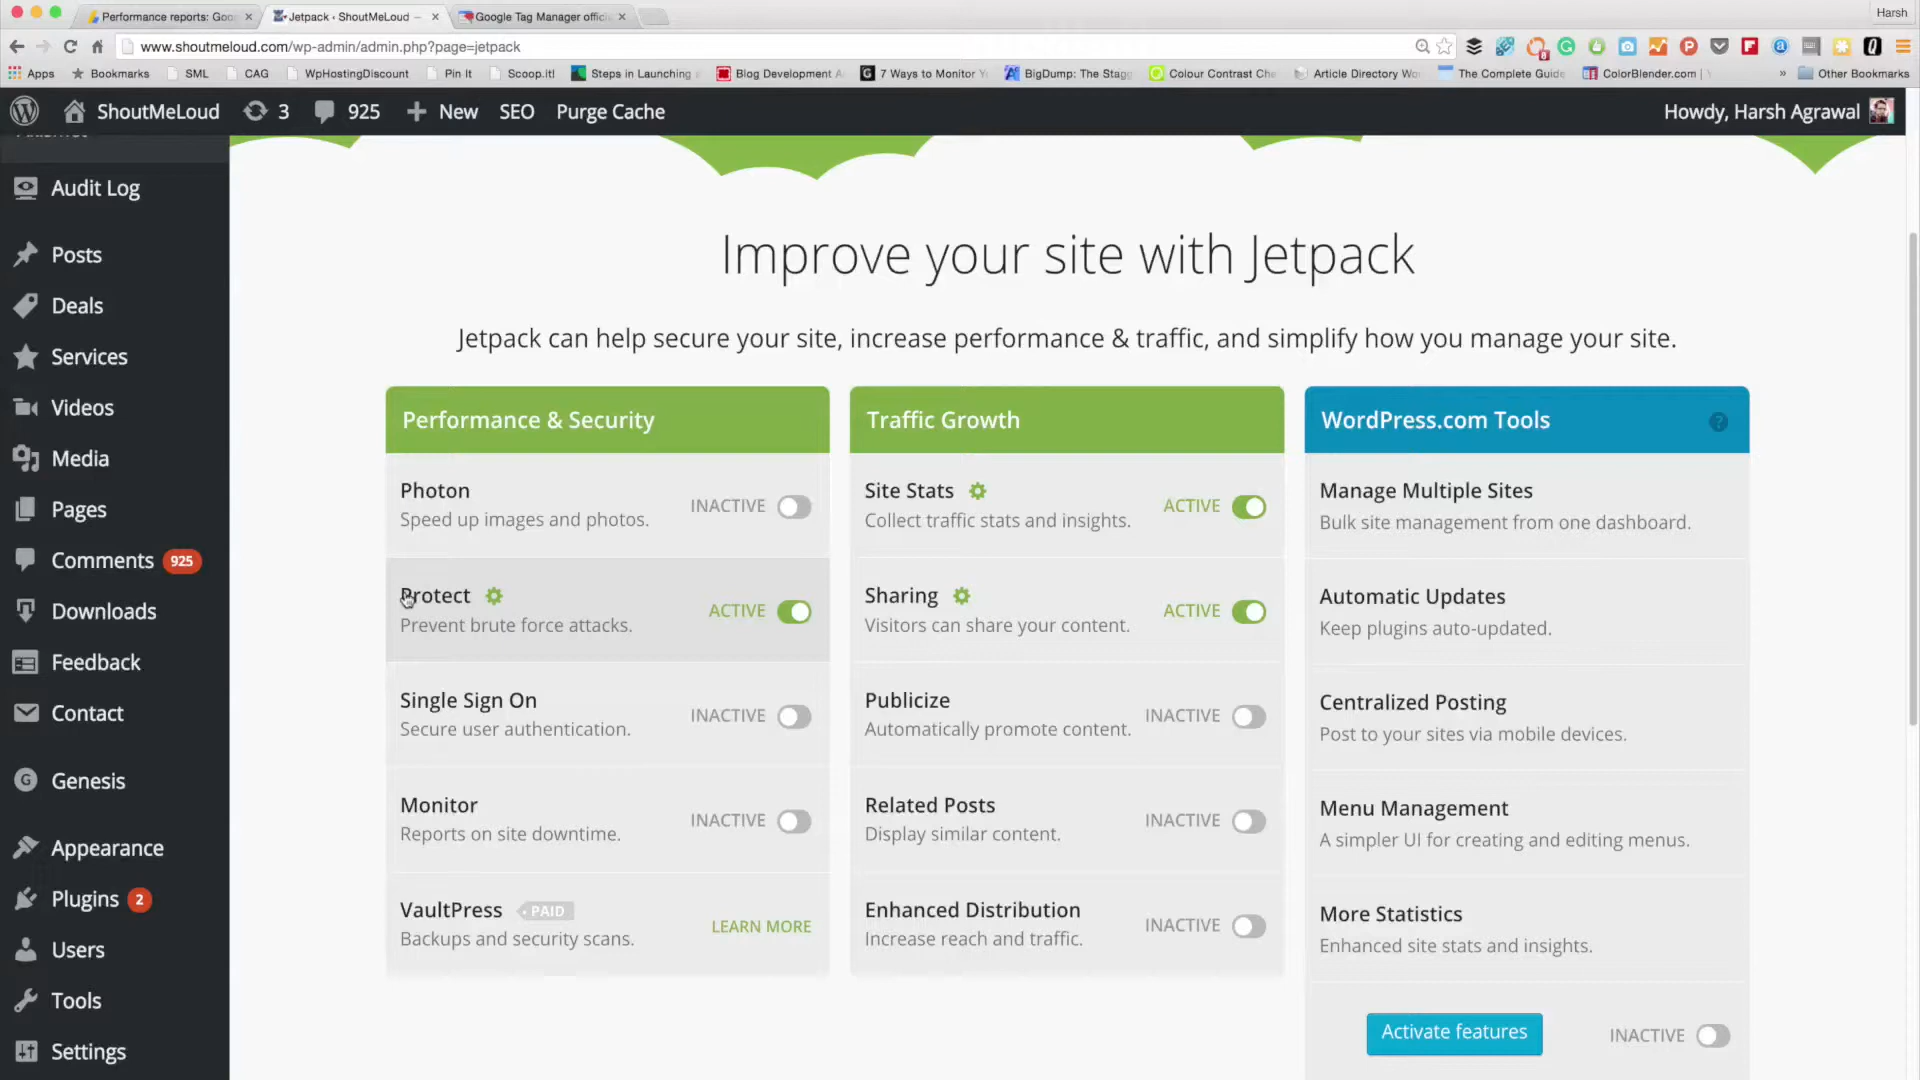 Performance reports: Goo
Jetpack ‹ ShoutMeLoud —
Google Tag Manager offici
Harsh
www.shoutmeloud.com/wp-admin/admin.php?page=jetpack
Apps
Bookmarks
SML
CAG
WpHostingDiscount
Pin It
Scoop.it!
Steps in Launching
Blog Development A
7 Ways to Monitor Y
BigDump: The Stagg
Colour Contrast Che
Article Directory Wo
The Complete Guide
ColorBlender.com |
»
Other Bookmarks
ShoutMeLoud
3
925
New
SEO
Purge Cache
Howdy, Harsh Agrawal
Audit Log
Posts
Deals
Services
Videos
Media
Pages
Comments 925
Downloads
Feedback
Contact
Genesis
Appearance
Plugins 2
Users
Tools
Settings
Improve your site with Jetpack
Jetpack can help secure your site, increase performance & traffic, and simplify how you manage your site.
Performance & Security
Photon
Speed up images and photos.
INACTIVE
Protect
Prevent brute force attacks.
ACTIVE
Single Sign On
Secure user authentication.
INACTIVE
Monitor
Reports on site downtime.
INACTIVE
VaultPress PAID
Backups and security scans.
LEARN MORE
Traffic Growth
Site Stats
Collect traffic stats and insights.
ACTIVE
Sharing
Visitors can share your content.
ACTIVE
Publicize
Automatically promote content.
INACTIVE
Related Posts
Display similar content.
INACTIVE
Enhanced Distribution
Increase reach and traffic.
INACTIVE
WordPress.com Tools
?
Manage Multiple Sites
Bulk site management from one dashboard.
Automatic Updates
Keep plugins auto-updated.
Centralized Posting
Post to your sites via mobile devices.
Menu Management
A simpler UI for creating and editing menus.
More Statistics
Enhanced site stats and insights.
Activate features
INACTIVE